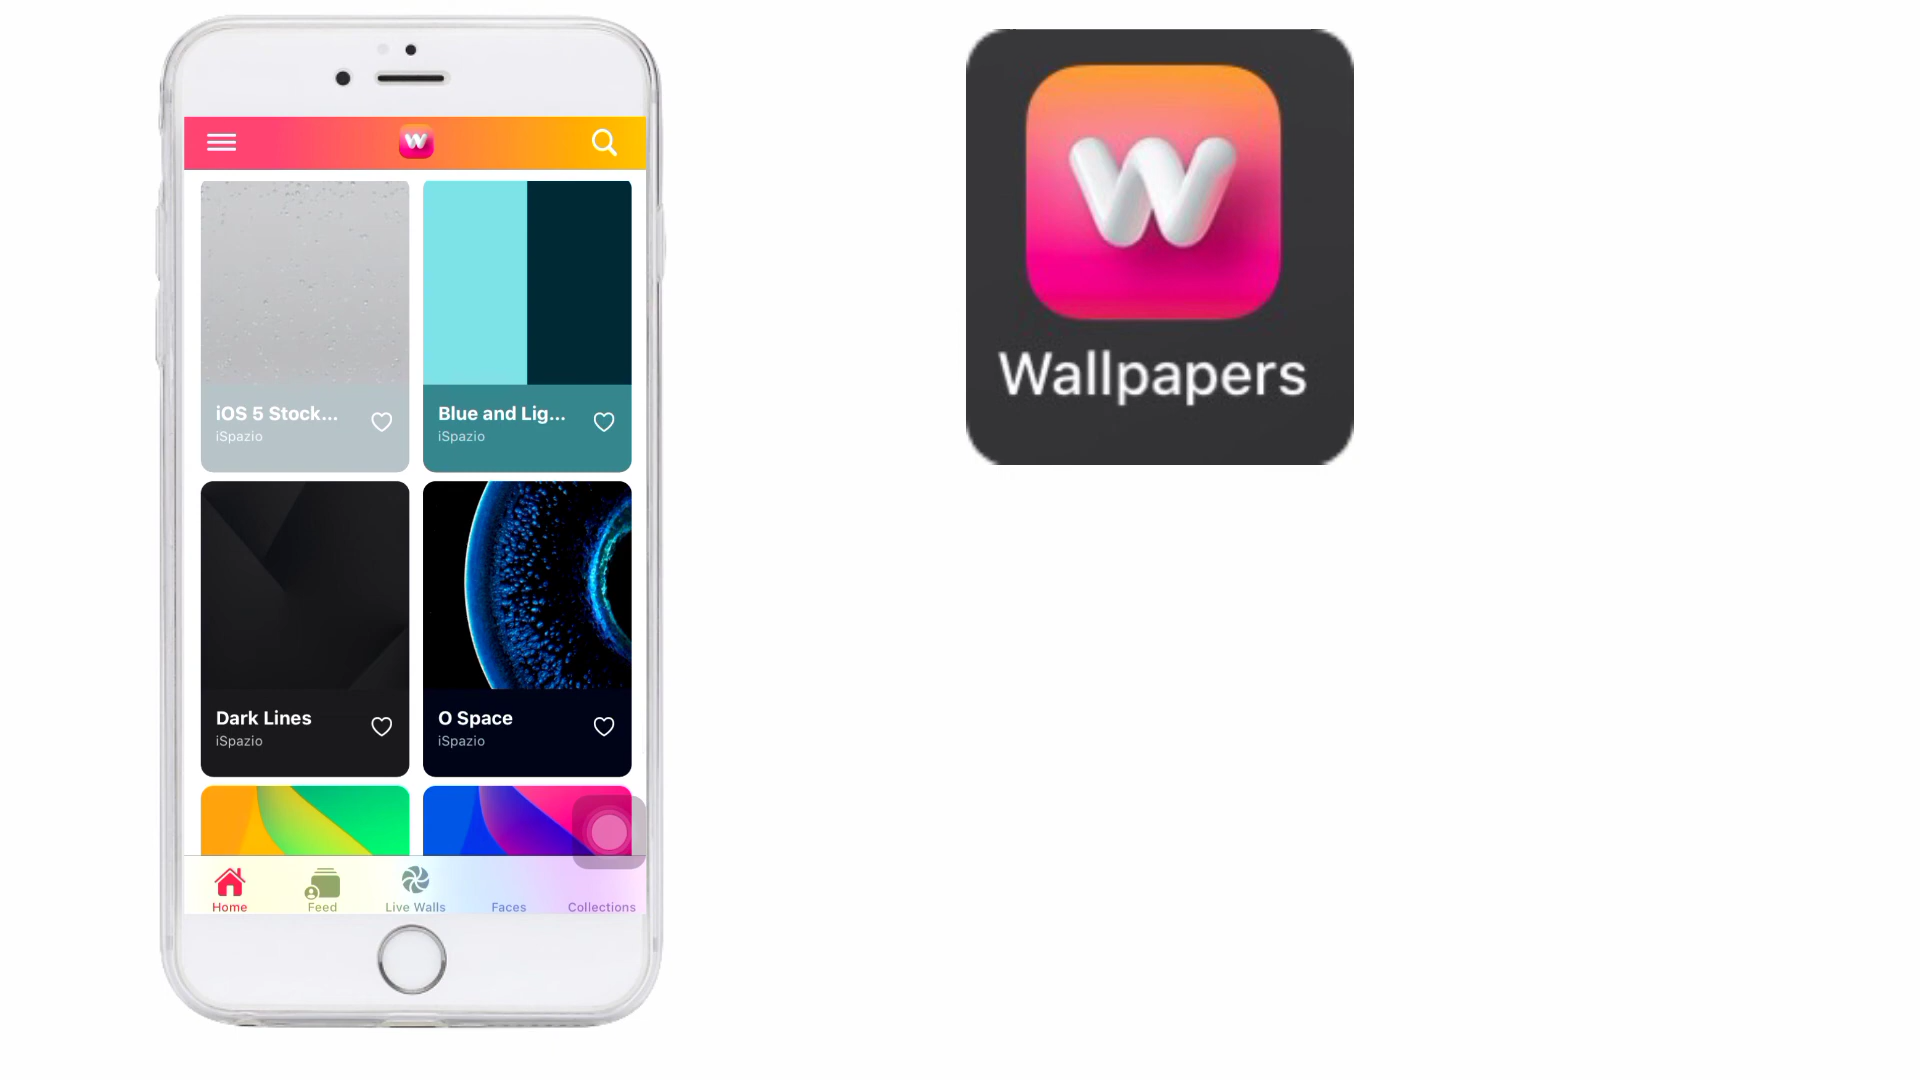 W
iOS 5 Stock...
iSpazio
Blue and Lig...
iSpazio
Dark Lines
iSpazio
O Space
iSpazio
Home
Feed
Live Walls
Faces
Collections
W
Wallpapers